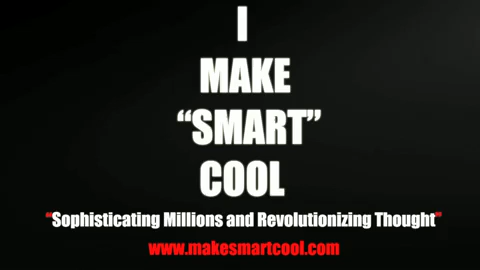 I
MAKE
“SMART”
COOL
“Sophisticating Millions and Revolutionizing Thought”
www.makesmartcool.com